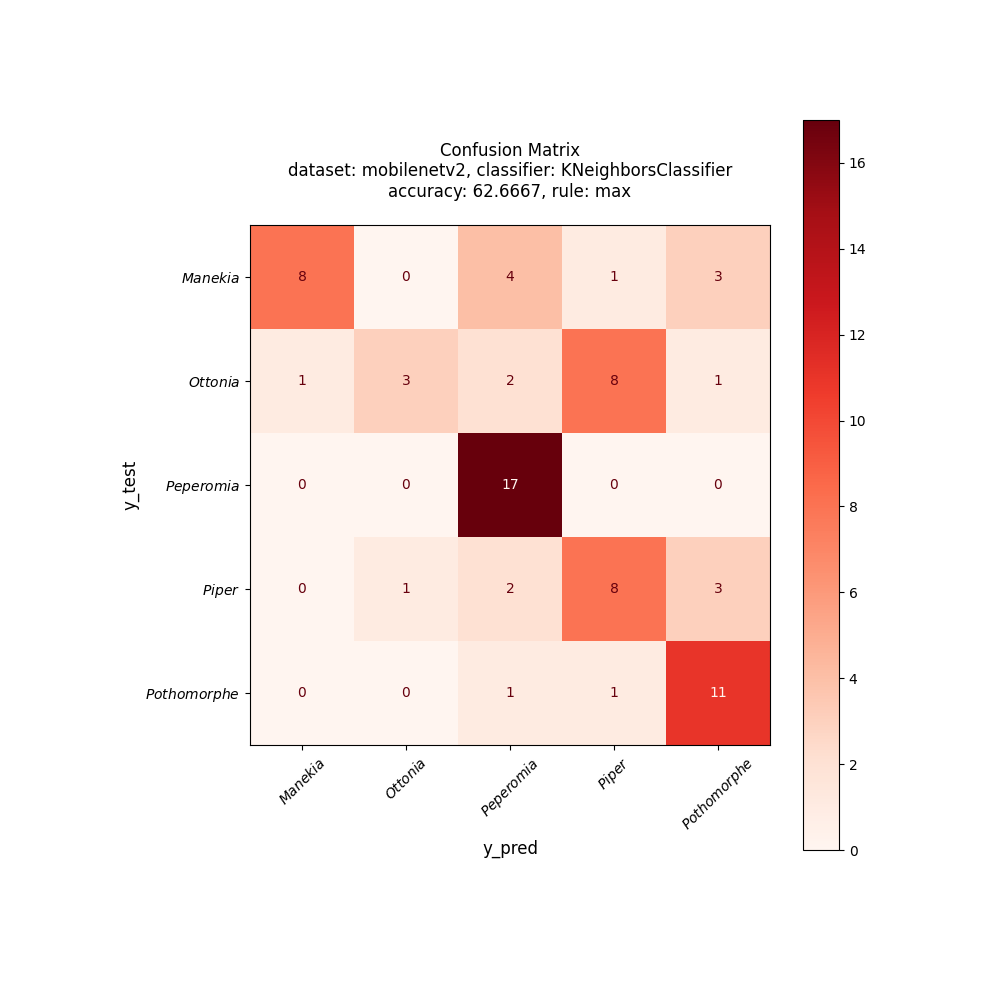 Confusion Matrix
dataset: mobilenetv2, classifier: KNeighborsClassifier
accuracy: 62.6667, rule: max
y_test
Manekia 8 0 4 1 3
Ottonia 1 3 2 8 1
Peperomia 0 0 17 0 0
Piper 0 1 2 8 3
Pothomorphe 0 0 1 1 11
Manekia Ottonia Peperomia Piper Pothomorphe
y_pred
16
14
12
10
8
6
4
2
0